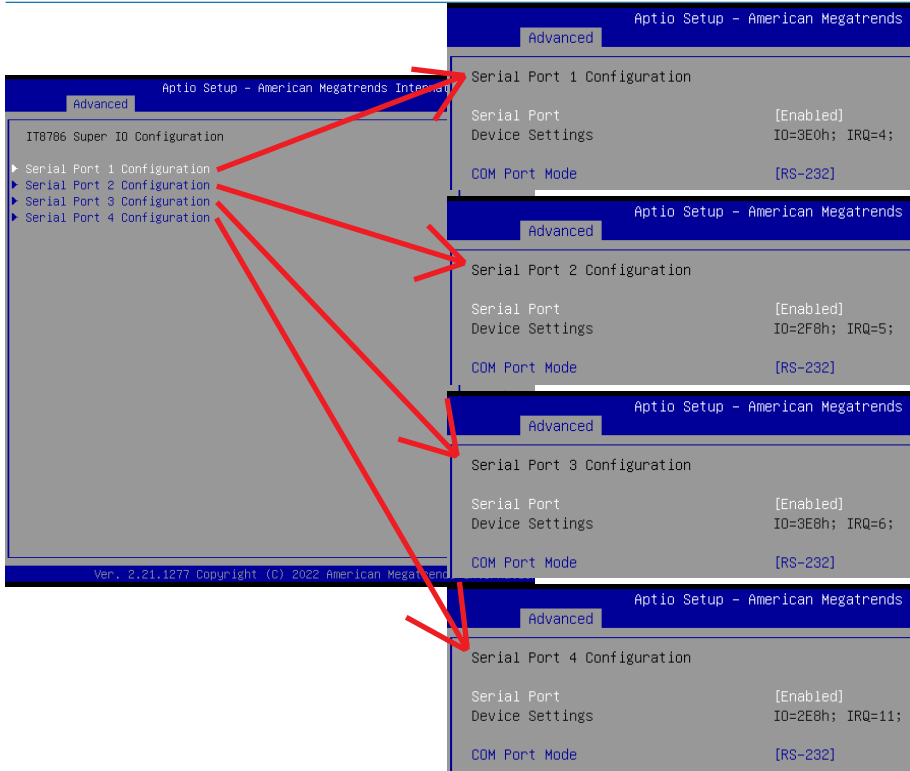 Aptio Setup – American Megatrends
Advanced
Serial Port 1 Configuration
Serial Port [Enabled]
Device Settings IO=3E0h; IRQ=4;
COM Port Mode [RS-232]
Aptio Setup – American Megatrends
Advanced
IT8786 Super IO Configuration
Serial Port 1 Configuration
Serial Port 2 Configuration
Serial Port 3 Configuration
Serial Port 4 Configuration
Ver. 2.21.1277 Copyright (C) 2022 American
Aptio Setup – American Megatrends
Advanced
Serial Port 2 Configuration
Serial Port [Enabled]
Device Settings IO=2F8h; IRQ=5;
COM Port Mode [RS-232]
Aptio Setup – American Megatrends
Advanced
Serial Port 3 Configuration
Serial Port [Enabled]
Device Settings IO=3E8h; IRQ=6;
COM Port Mode [RS-232]
Aptio Setup – American Megatrends
Advanced
Serial Port 4 Configuration
Serial Port [Enabled]
Device Settings IO=2E8h; IRQ=11;
COM Port Mode [RS-232]